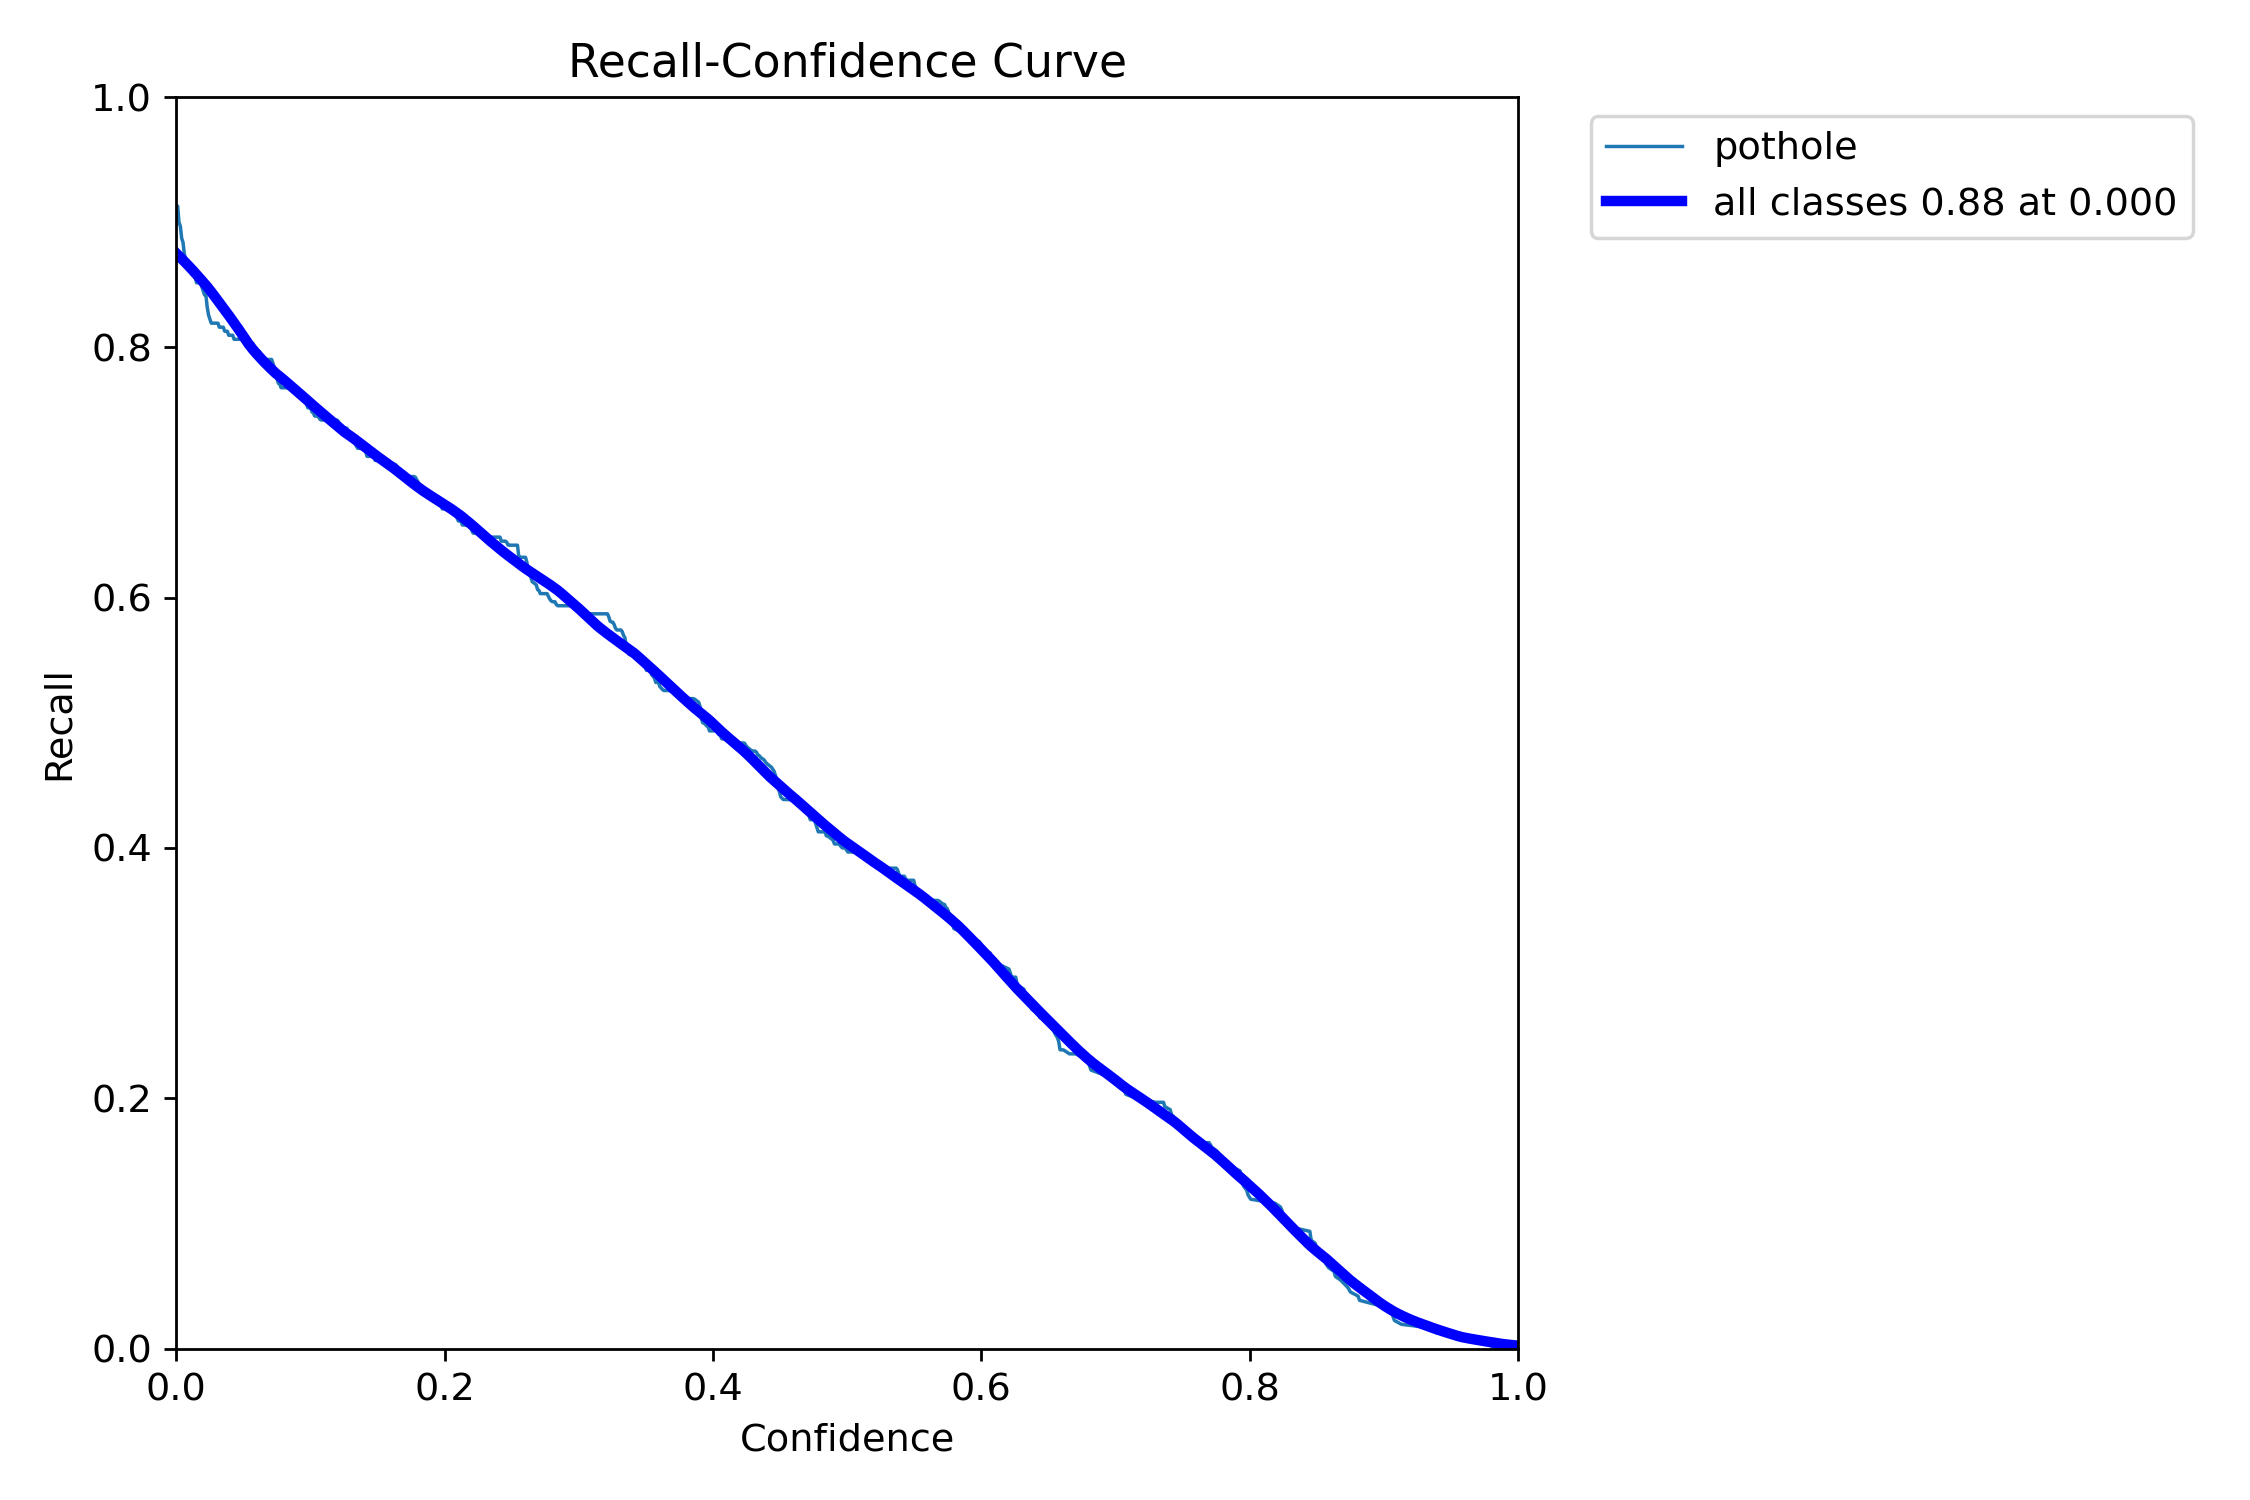 Recall-Confidence Curve
1.0
0.8
0.6
0.4
0.2
0.0
Recall
0.0 0.2 0.4 0.6 0.8 1.0
Confidence
pothole
all classes 0.88 at 0.000